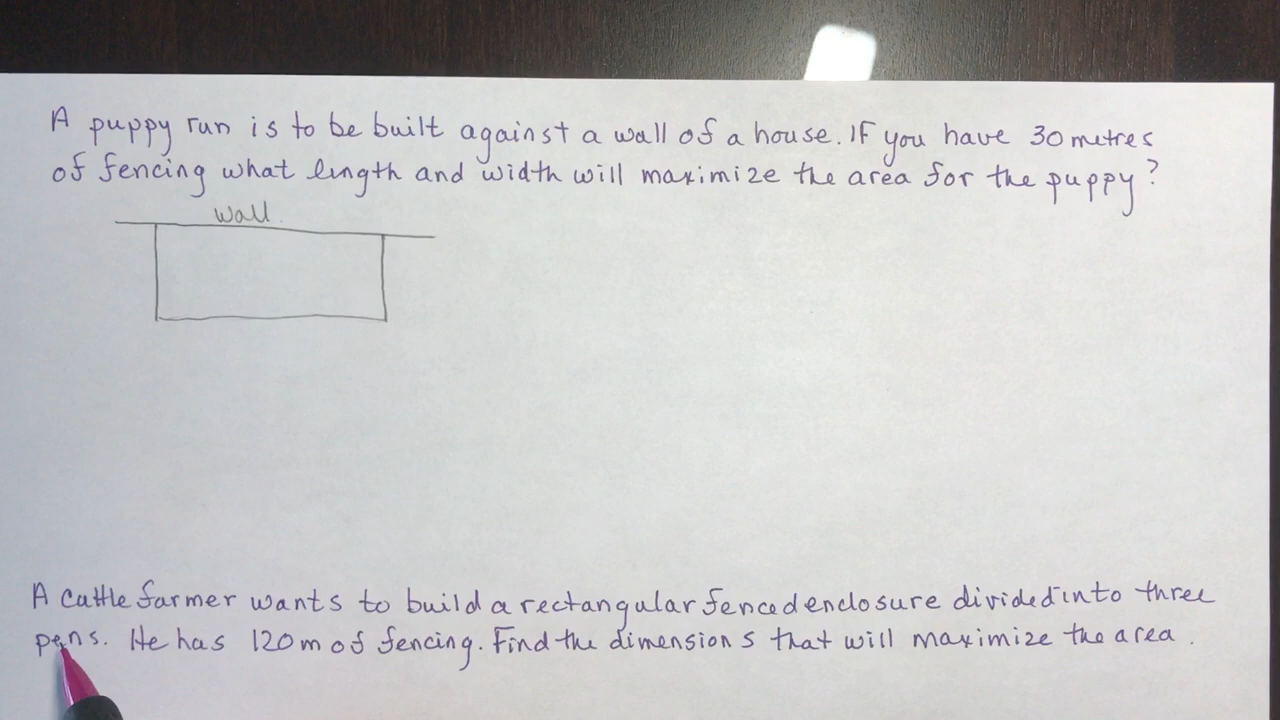 A puppy run is to be built against a wall of a house. If you have 30 metres
of fencing what length and width will maximize the area for the puppy?
wall
A cattle farmer wants to build a rectangular fenced enclosure divided into three
pens. He has 120m of fencing. Find the dimensions that will maximize the area.